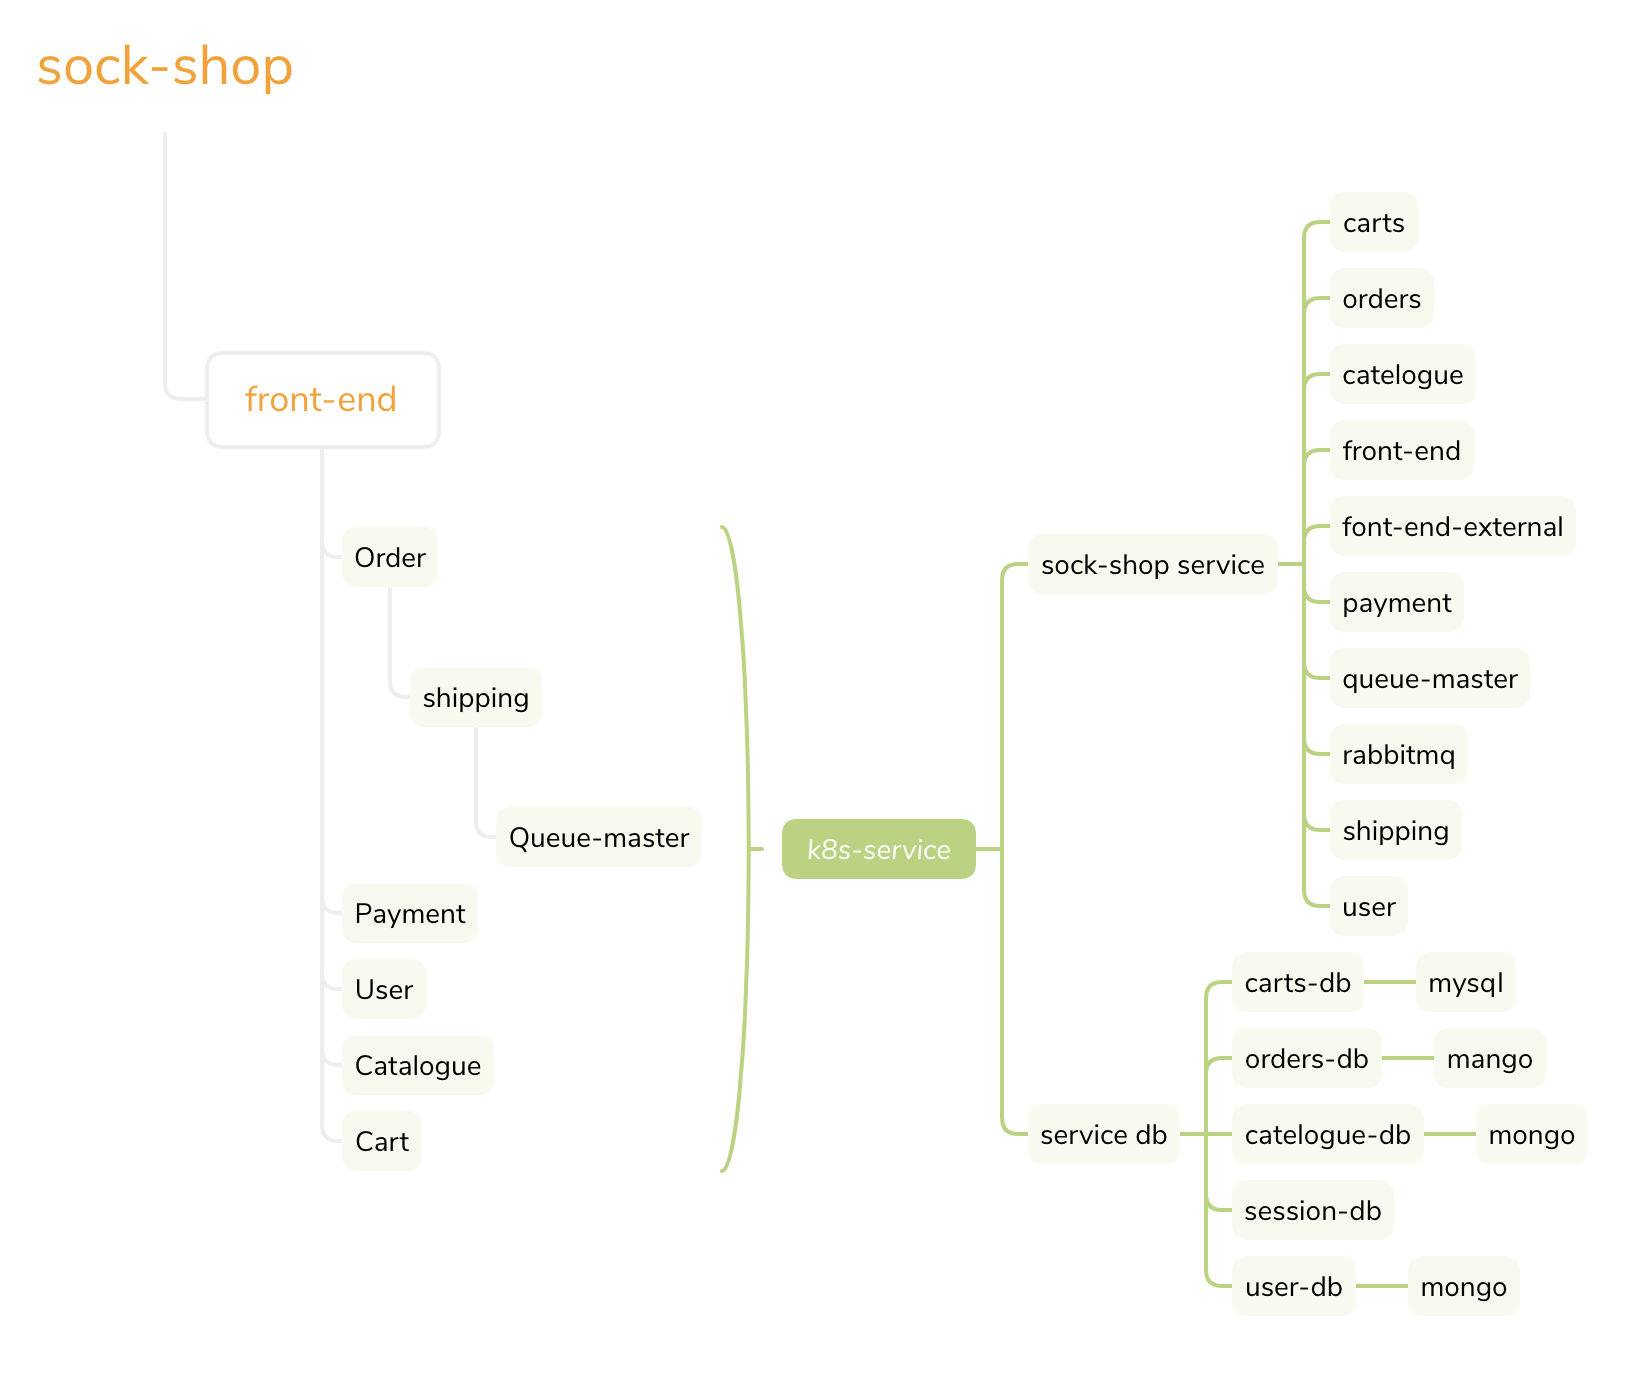 sock-shop
front-end
Order
shipping
Queue-master
Payment
User
Catalogue
Cart
k8s-service
sock-shop service
carts
orders
catelogue
front-end
font-end-external
payment
queue-master
rabbitmq
shipping
user
service db
carts-db
mysql
orders-db
mango
catelogue-db
mongo
session-db
user-db
mongo